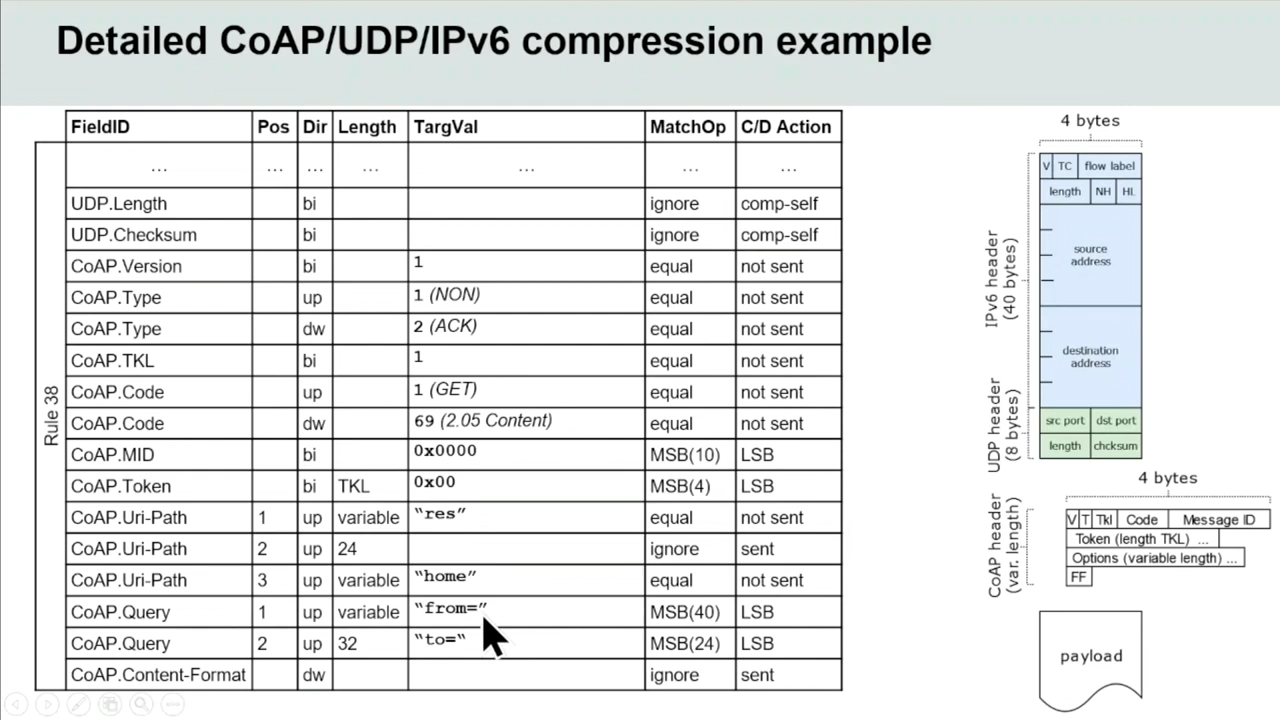 Detailed CoAP/UDP/IPv6 compression example
FieldID Pos Dir Length TargVal MatchOp C/D Action
... ... ... ... ... ... ...
UDP.Length bi ignore comp-self
UDP.Checksum bi ignore comp-self
CoAP.Version bi 1 equal not sent
CoAP.Type up 1 (NON) equal not sent
CoAP.Type dw 2 (ACK) equal not sent
CoAP.TKL bi 1 equal not sent
CoAP.Code up 1 (GET) equal not sent
CoAP.Code dw 69 (2.05 Content) equal not sent
CoAP.MID bi 0x0000 MSB(10) LSB
CoAP.Token bi TKL 0x00 MSB(4) LSB
CoAP.Uri-Path 1 up variable “res” equal not sent
CoAP.Uri-Path 2 up 24 ignore sent
CoAP.Uri-Path 3 up variable “home” equal not sent
CoAP.Query 1 up variable “from=” MSB(40) LSB
CoAP.Query 2 up 32 “to=“ MSB(24) LSB
CoAP.Content-Format dw ignore sent
Rule 38
4 bytes
V TC flow label
length NH HL
source
address
destination
address
src port dst port
length chcksum
IPv6 header
(40 bytes)
UDP header
(8 bytes)
4 bytes
V T Tkl Code Message ID
Token (length TKL) ...
Options (variable length) ...
FF
CoAP header
(var. length)
payload